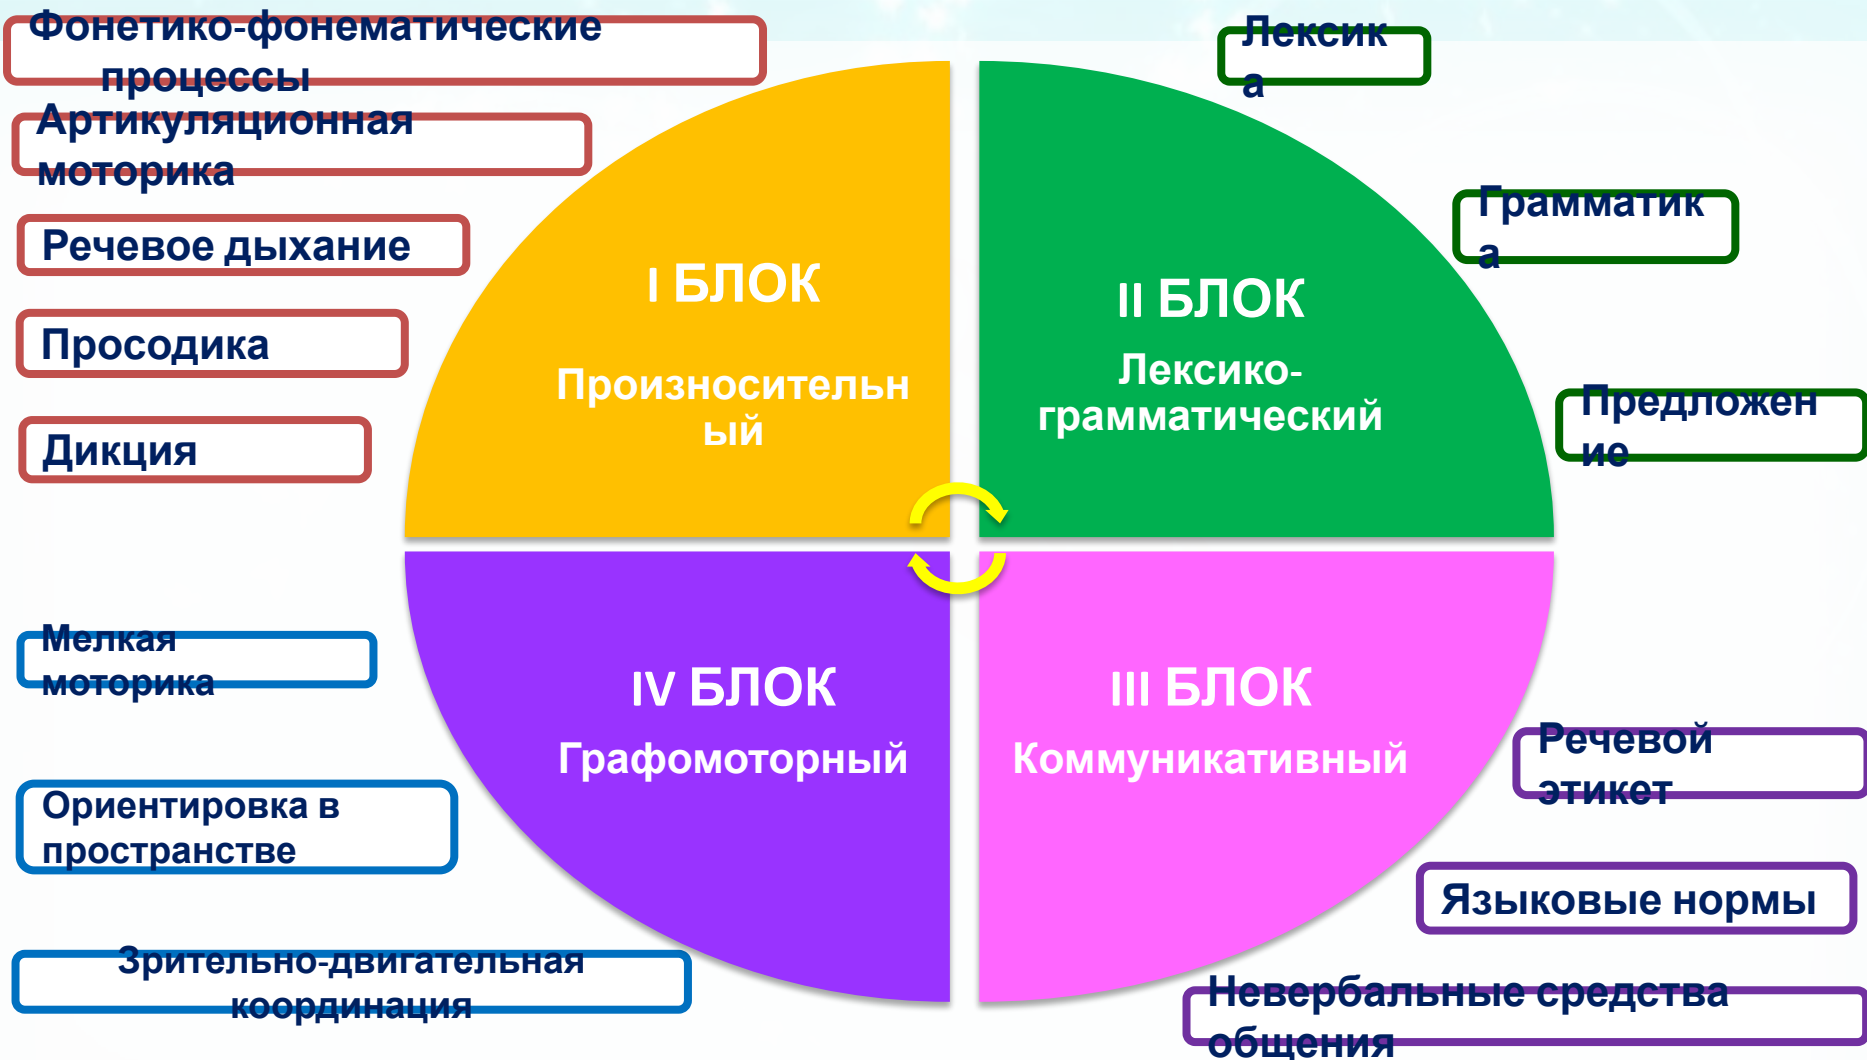 Фонетико-фонематические
процессы
Артикуляционная
моторика
Речевое дыхание
Просодика
Дикция
I БЛОК
Произносительн
ый
Лексик
а
Грамматик
а
Предложен
ие
II БЛОК
Лексико-
грамматический
Мелкая
моторика
Ориентировка в
пространстве
Зрительно-двигательная
координация
IV БЛОК
Графомоторный
III БЛОК
Коммуникативный
Речевой
этикет
Языковые нормы
Невербальные средства
общения